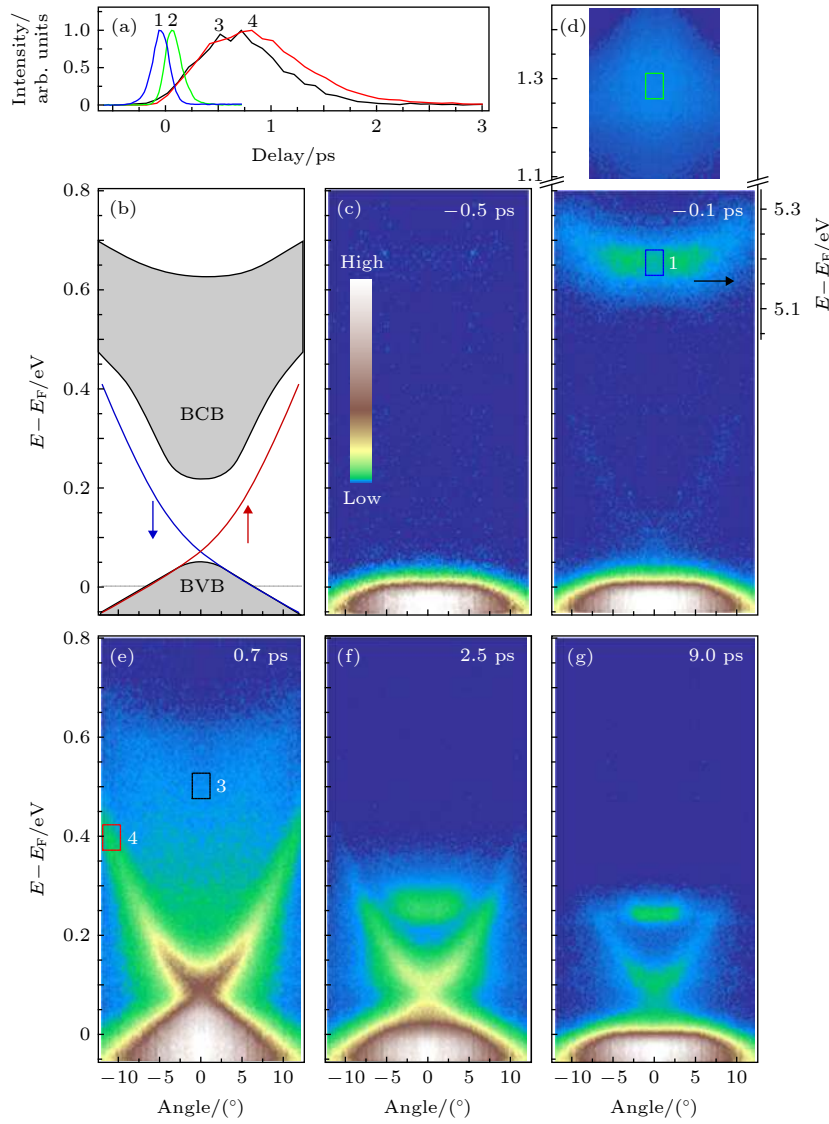 (a)
Intensity/
arb. units
1.0
0.5
0
1 2 3 4
0 1 2 3
Delay/ps
(d)
1.3
1.1
(b)
0.8
0.6
0.4
0.2
0
E−E_F/eV
BCB
BVB
(c)
−0.5 ps
High
Low
−0.1 ps
1
5.3
5.1
E−E_F/eV
(e)
0.7 ps
0.8
0.6
0.4
0.2
0
E−E_F/eV
3
4
−10 −5 0 5 10
Angle/(°)
(f)
2.5 ps
−10 −5 0 5 10
Angle/(°)
(g)
9.0 ps
−10 −5 0 5 10
Angle/(°)